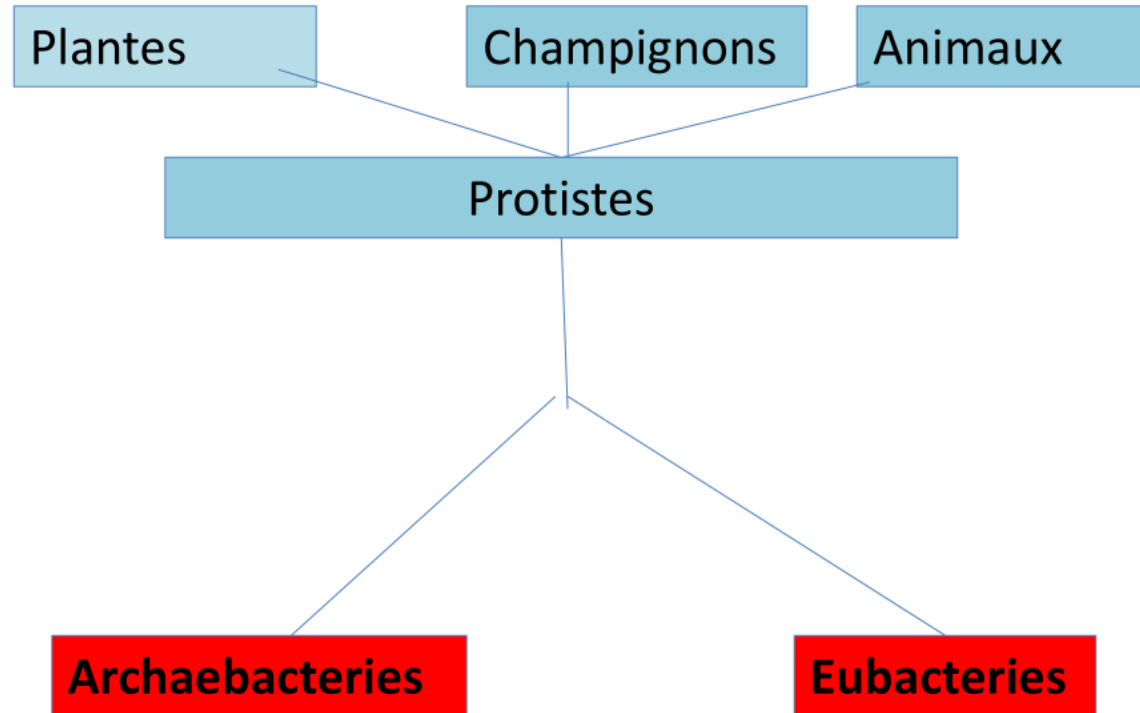 Plantes
Champignons
Animaux
Protistes
Archaebacteries
Eubacteries